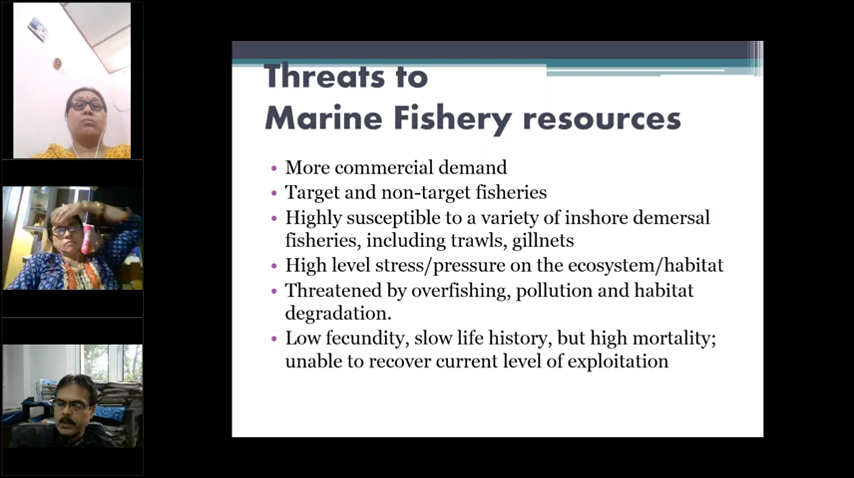 Threats to
Marine Fishery resources
• More commercial demand
• Target and non-target fisheries
• Highly susceptible to a variety of inshore demersal
fisheries, including trawls, gillnets
• High level stress/pressure on the ecosystem/habitat
• Threatened by overfishing, pollution and habitat
degradation.
• Low fecundity, slow life history, but high mortality;
unable to recover current level of exploitation